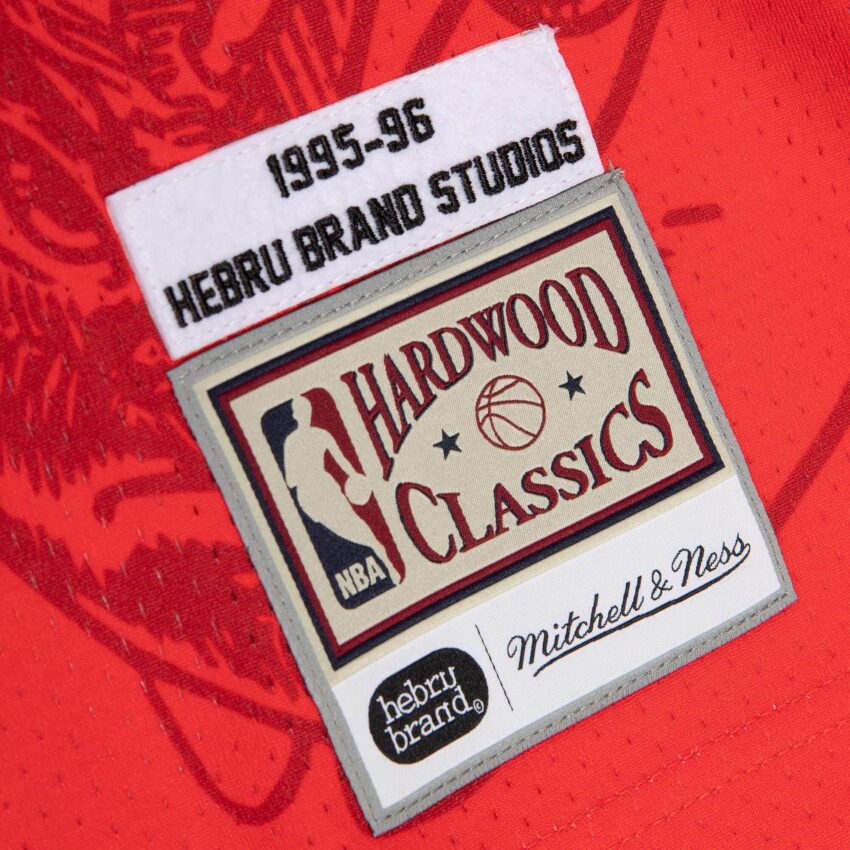 1995-96
HEBRU BRAND STUDIOS
HARDWOOD
CLASSICS
NBA
hebru
brand©
Mitchell & Ness